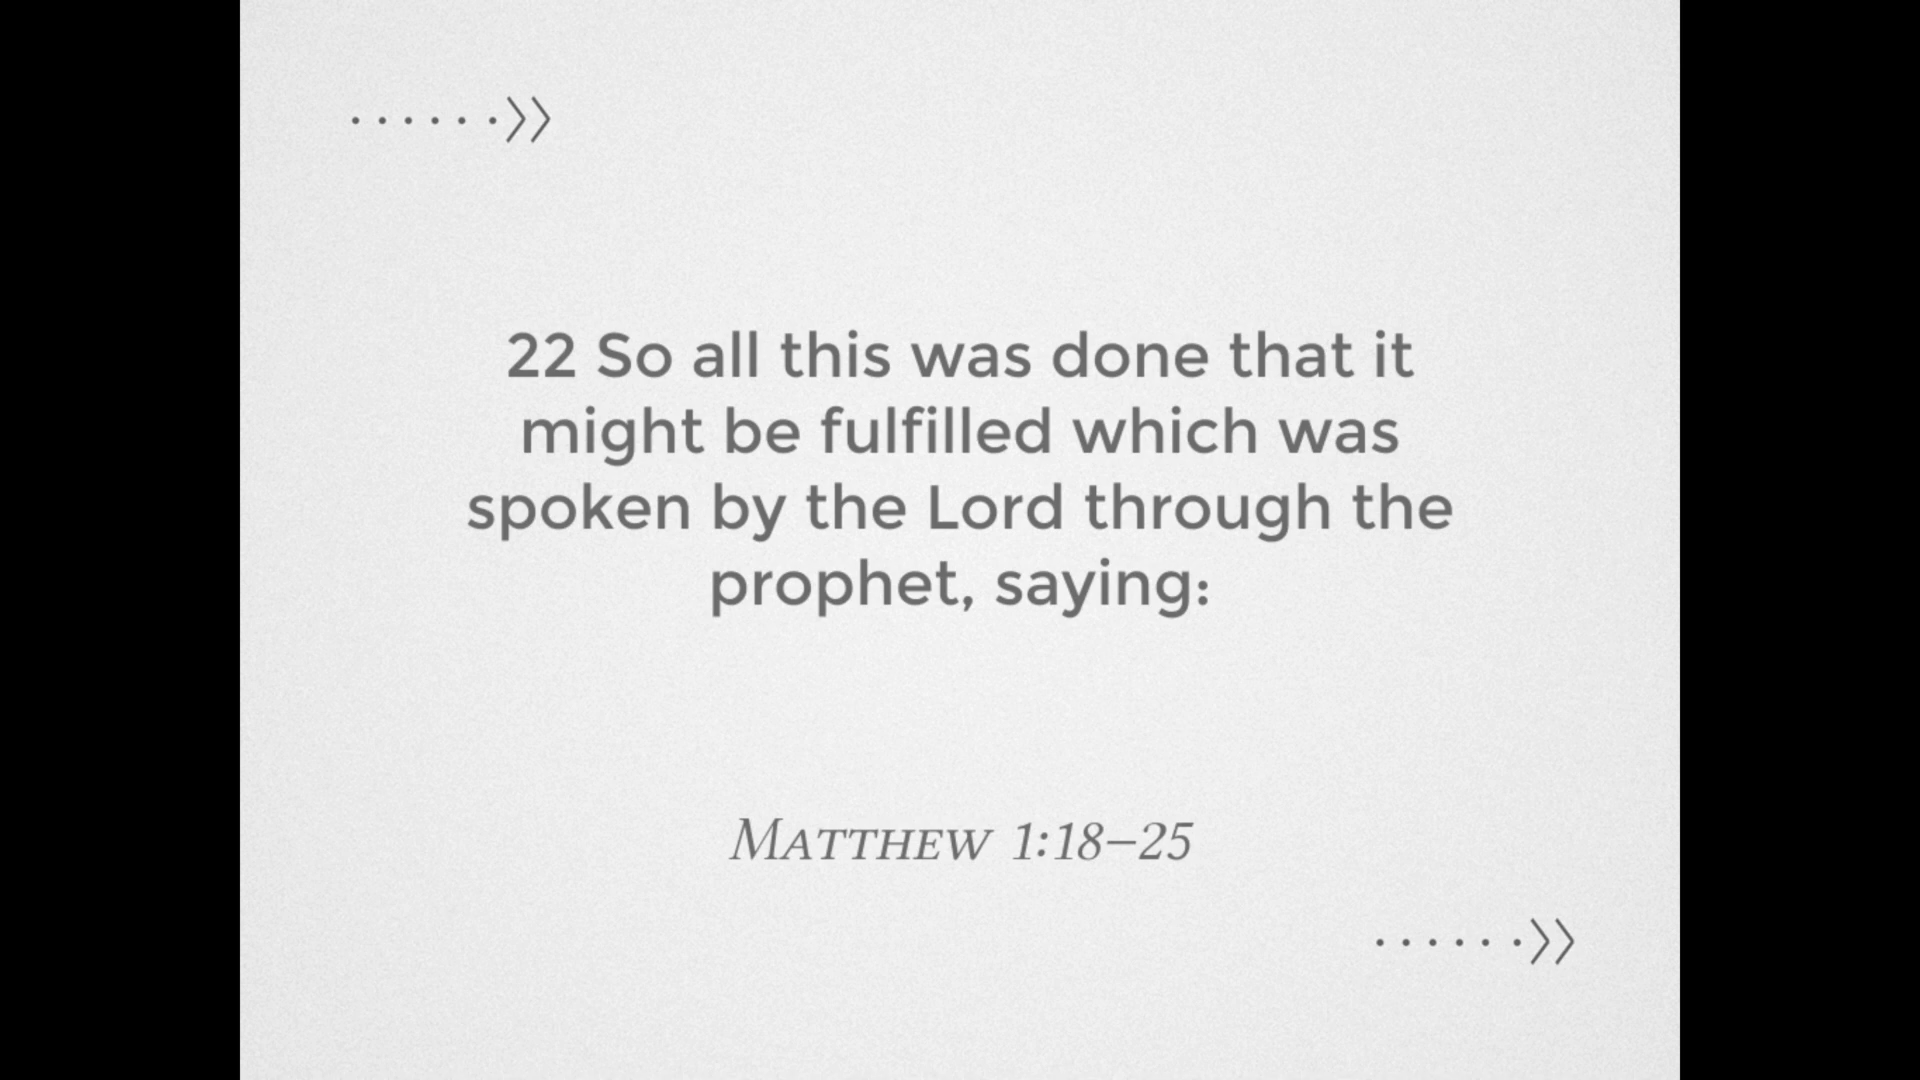 22 So all this was done that it
might be fulfilled which was
spoken by the Lord through the
prophet, saying:
Matthew 1:18–25